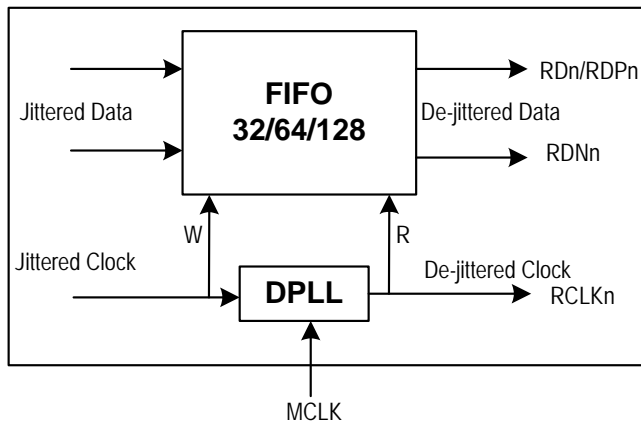 RDn/RDPn
FIFO
32/64/128
Jittered Data
De-jittered Data
RDNn
W
R
Jittered Clock
De-jittered Clock
DPLL
RCLKn
MCLK